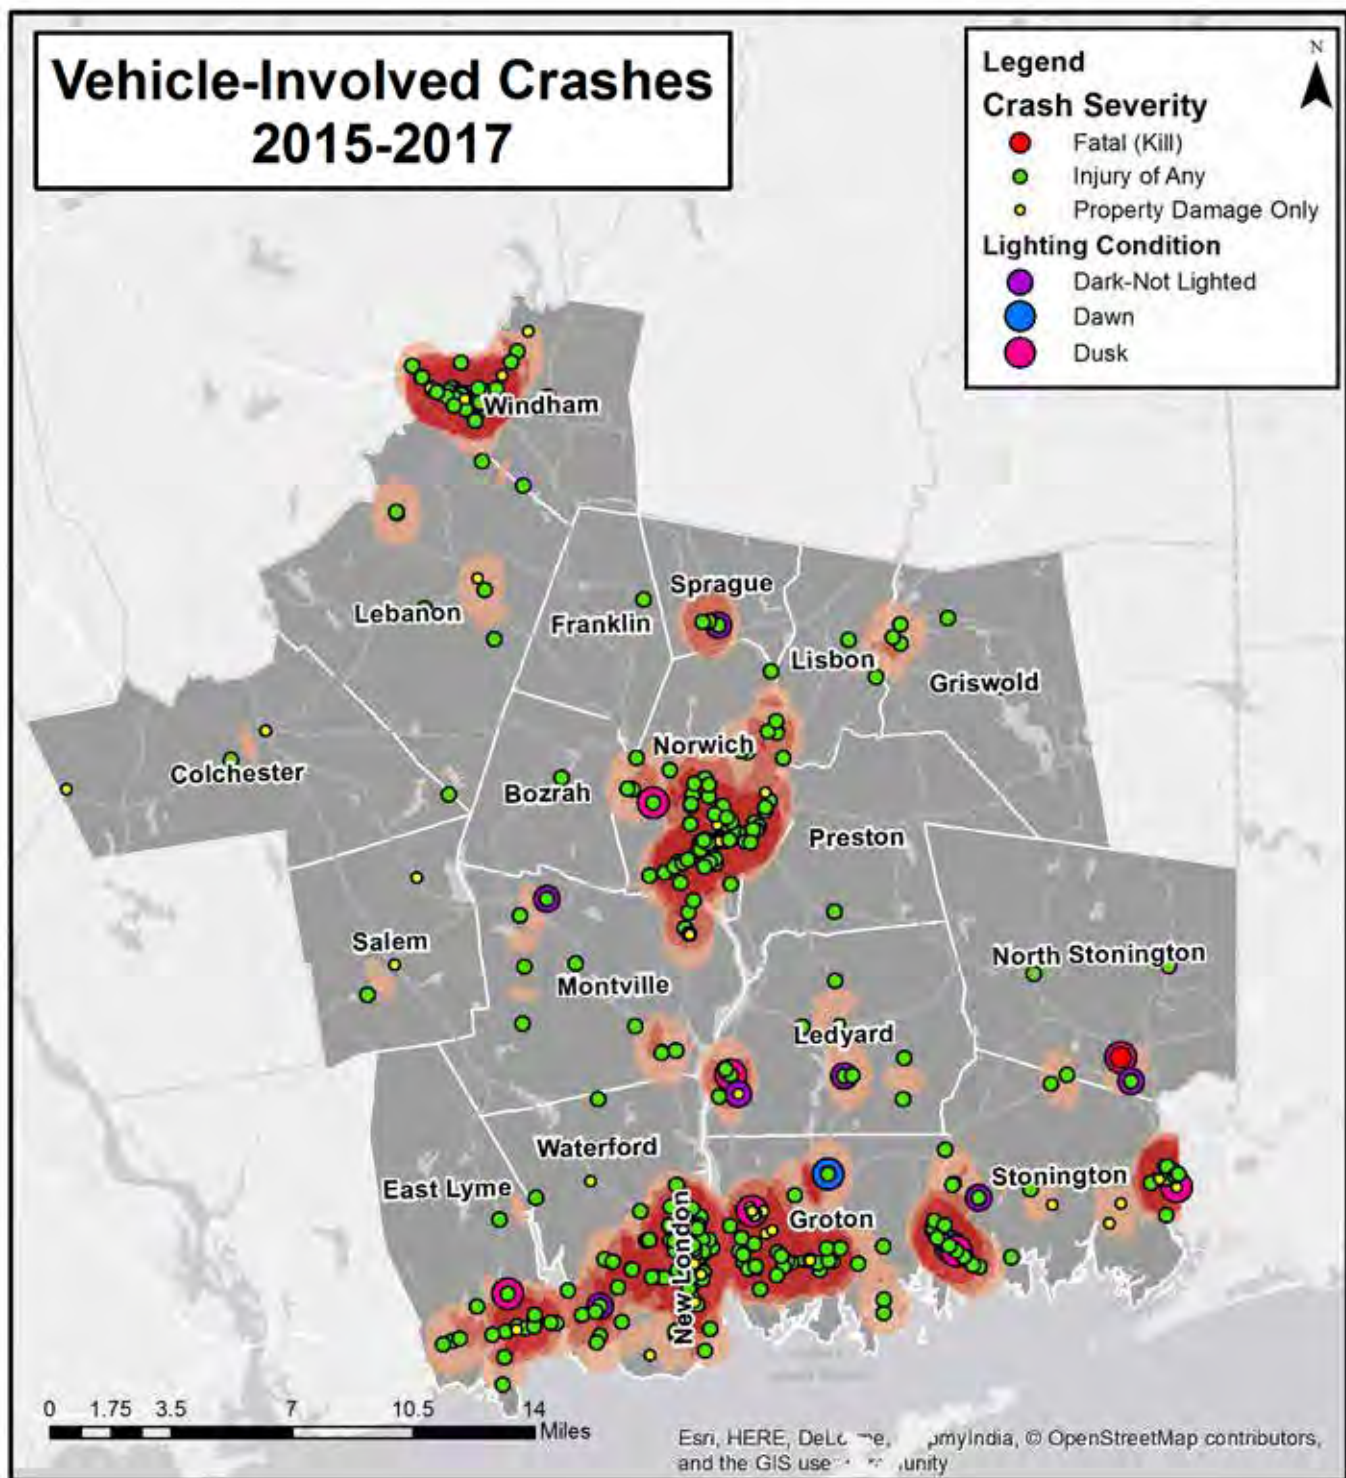 Vehicle-Involved Crashes
2015-2017
Legend
N
Crash Severity
Fatal (Kill)
Injury of Any
Property Damage Only
Lighting Condition
Dark-Not Lighted
Dawn
Dusk
Windham
Sprague
Lebanon
Franklin
Lisbon
Griswold
Norwich
Colchester
Bozrah
Preston
Salem
North Stonington
Montville
Ledyard
Waterford
Stonington
East Lyme
New London
Groton
0 1.75 3.5 7 10.5 14
Miles
Esri, HERE, © OpenStreetMap contributors,
and the GIS